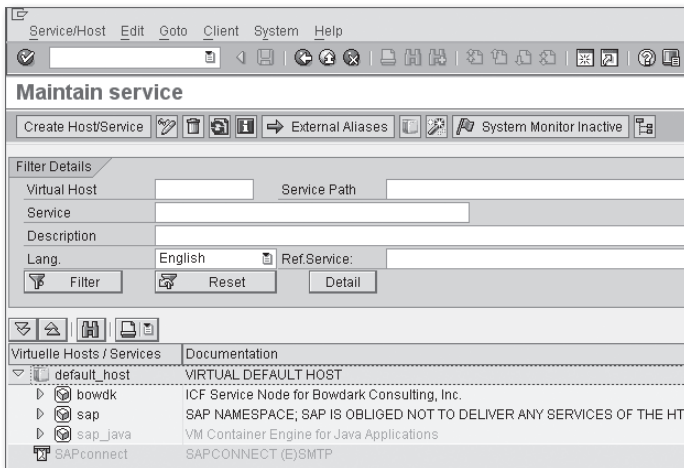 Service/Host Edit Goto Client System Help
Maintain service
Create Host/Service External Aliases System Monitor Inactive
Filter Details
Virtual Host Service Path
Service
Description
Lang. English Ref.Service:
Filter Reset Detail
Virtuelle Hosts / Services Documentation
default_host VIRTUAL DEFAULT HOST
bowdk ICF Service Node for Bowdark Consulting, Inc.
sap SAP NAMESPACE; SAP IS OBLIGED NOT TO DELIVER ANY SERVICES OF THE HT
sap_java VM Container Engine for Java Applications
SAPconnect SAPCONNECT (E)SMTP